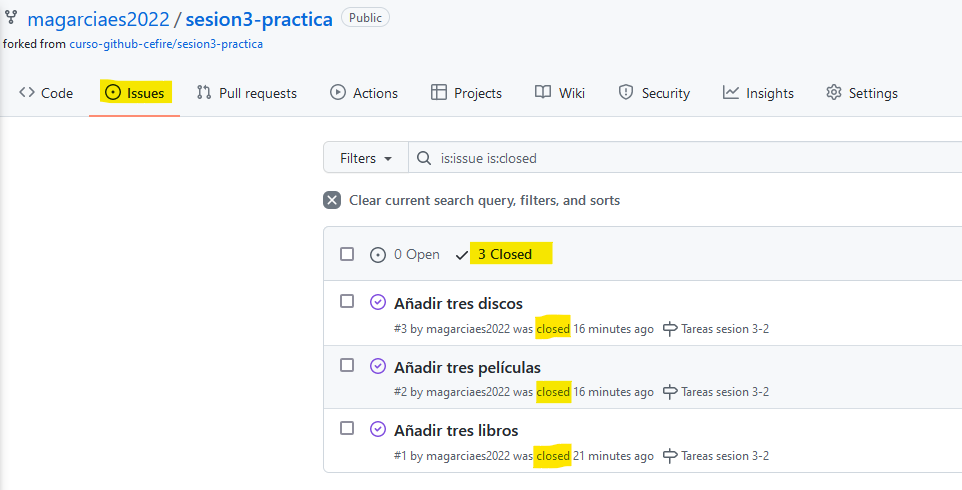 magarciaes2022 / sesion3-practica Public
forked from curso-github-cefire/sesion3-practica
Code Issues Pull requests Actions Projects Wiki Security Insights Settings
Filters is:issue is:closed
Clear current search query, filters, and sorts
0 Open 3 Closed
Añadir tres discos
#3 by magarciaes2022 was closed 16 minutes ago Tareas sesion 3-2
Añadir tres películas
#2 by magarciaes2022 was closed 16 minutes ago Tareas sesion 3-2
Añadir tres libros
#1 by magarciaes2022 was closed 21 minutes ago Tareas sesion 3-2